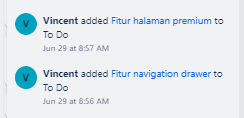 V Vincent added Fitur halaman premium to
To Do
Jun 29 at 8:57 AM
V Vincent added Fitur navigation drawer to
To Do
Jun 29 at 8:56 AM